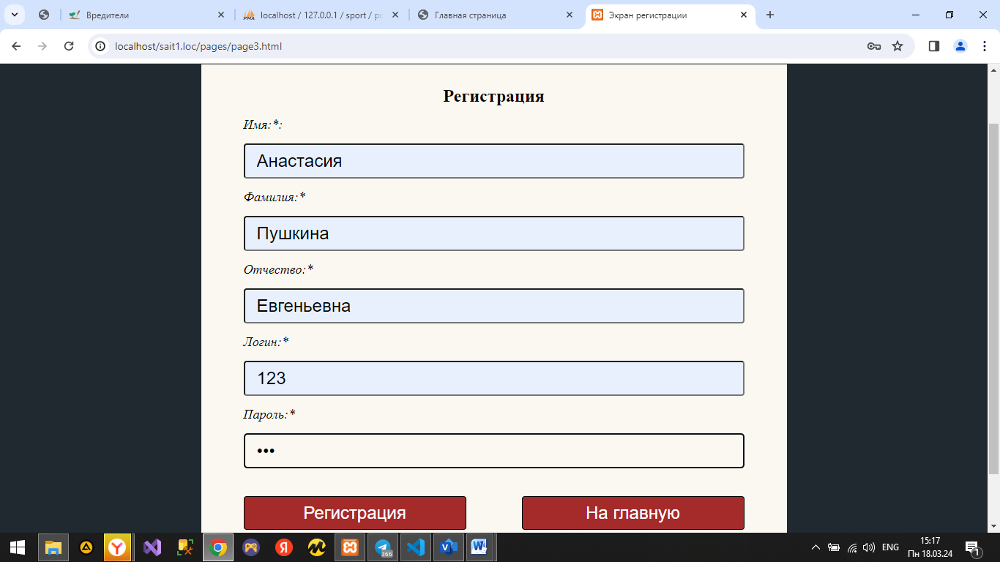 Вредители
localhost / 127.0.0.1 / sport / po
Главная страница
Экран регистрации
localhost/sait1.loc/pages/page3.html
Регистрация
Имя:*:
Анастасия
Фамилия:*
Пушкина
Отчество:*
Евгеньевна
Логин:*
123
Пароль:*
•••
Регистрация
На главную
ENG
15:17
Пн 18.03.24
366
1